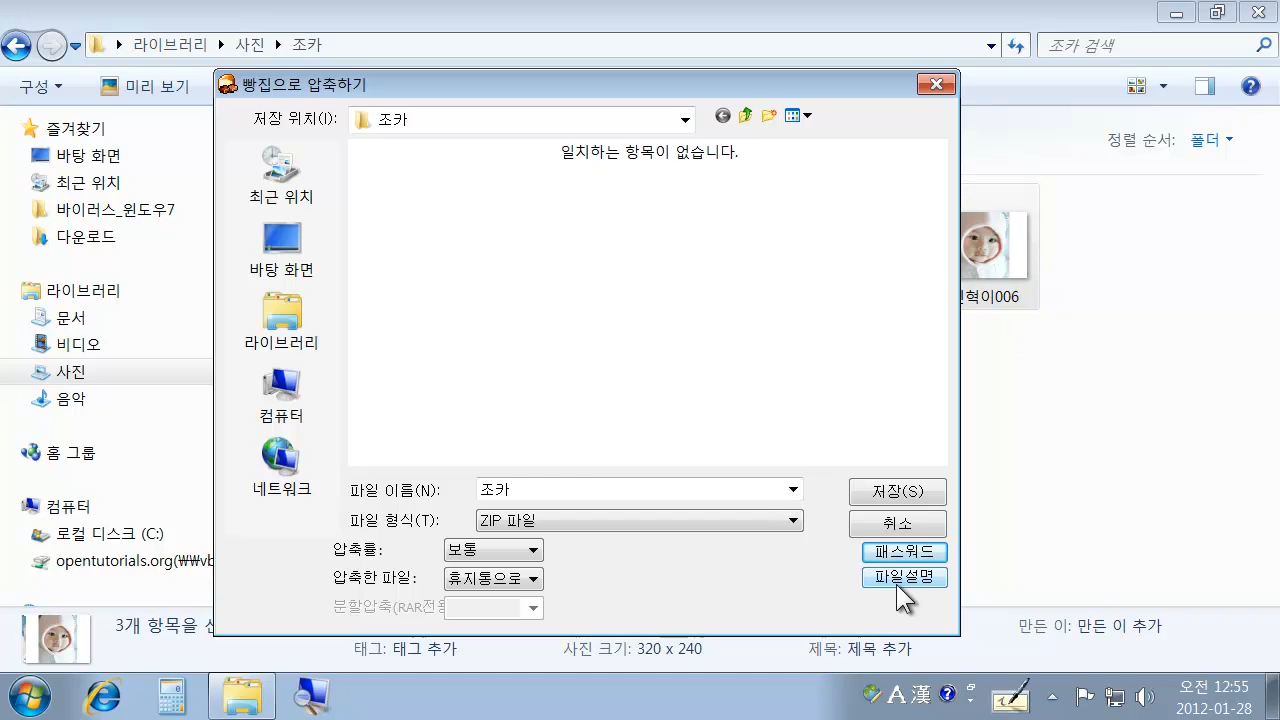 라이브러리 ▸ 사진 ▸ 조카
조카 검색
구성
미리 보기
정렬 순서: 폴더
즐겨찾기
바탕 화면
최근 위치
바이러스_윈도우7
다운로드
라이브러리
문서
비디오
사진
음악
홈 그룹
컴퓨터
로컬 디스크 (C:)
opentutorials.org(₩₩vb
빵집으로 압축하기
저장 위치(I):
조카
일치하는 항목이 없습니다.
최근 위치
바탕 화면
라이브러리
컴퓨터
네트워크
파일 이름(N):
조카
저장(S)
파일 형식(T):
ZIP 파일
취소
압축률:
보통
패스워드
압축한 파일:
휴지통으로
파일설명
분할압축(RAR전용
혁이006
3개 항목을
만든 이: 만든 이 추가
태그: 태그 추가
사진 크기: 320 x 240
제목: 제목 추가
A 漢
오전 12:55
2012-01-28